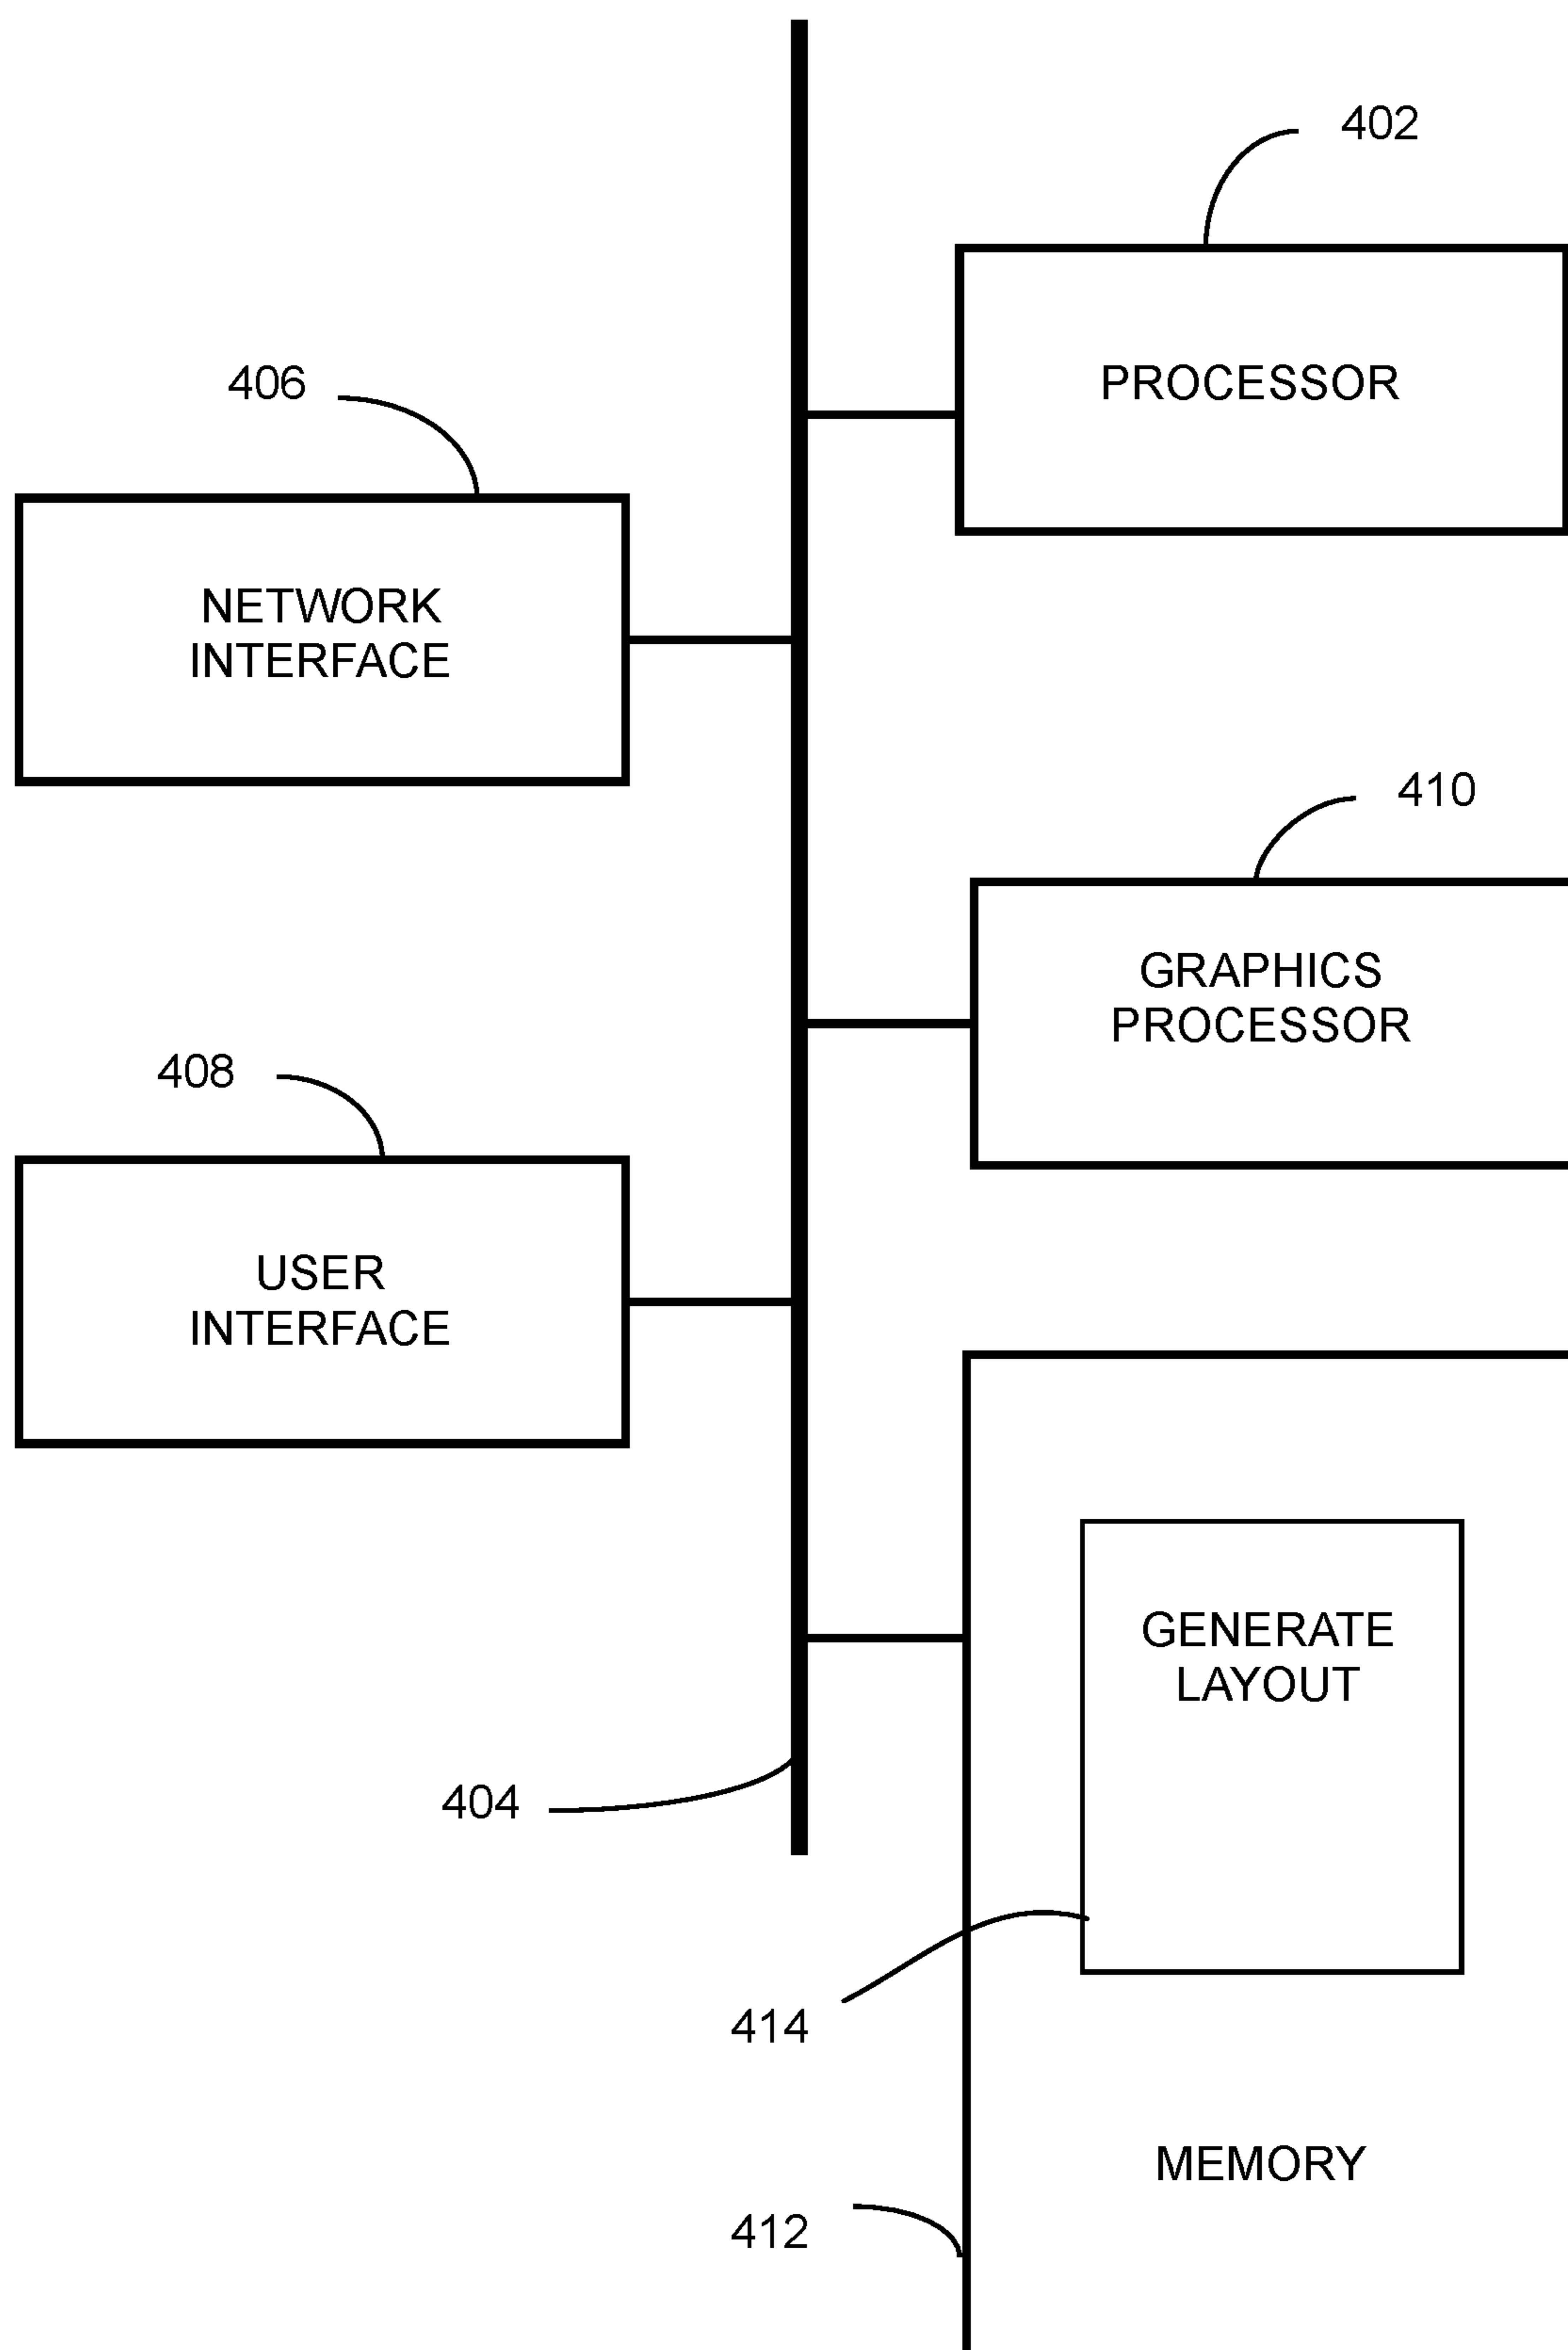 402
PROCESSOR
406
NETWORK
INTERFACE
410
GRAPHICS
PROCESSOR
408
USER
INTERFACE
GENERATE
LAYOUT
404
414
MEMORY
412